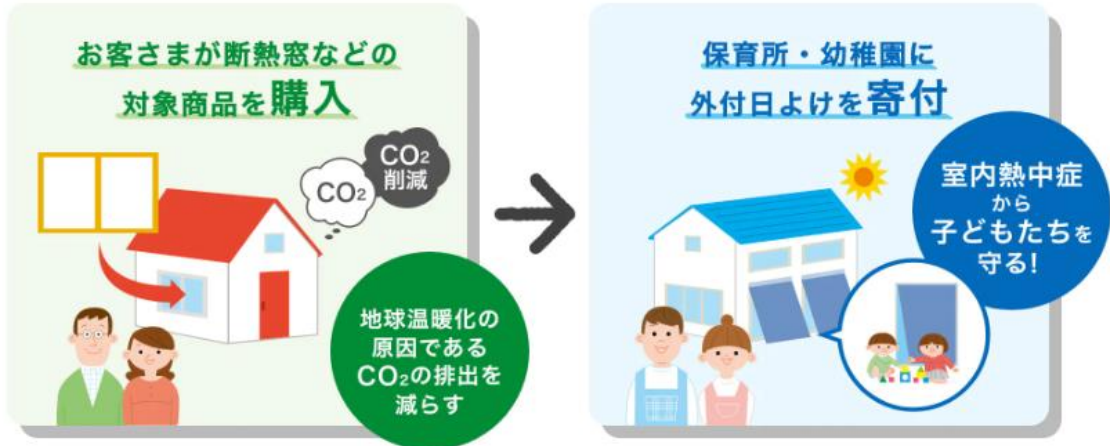 お客さまが断熱窓などの
対象商品を購入
CO₂
削減
CO₂
地球温暖化の
原因である
CO₂の排出を
減らす
保育所・幼稚園に
外付日よけを寄付
室内熱中症
から
子どもたちを
守る!